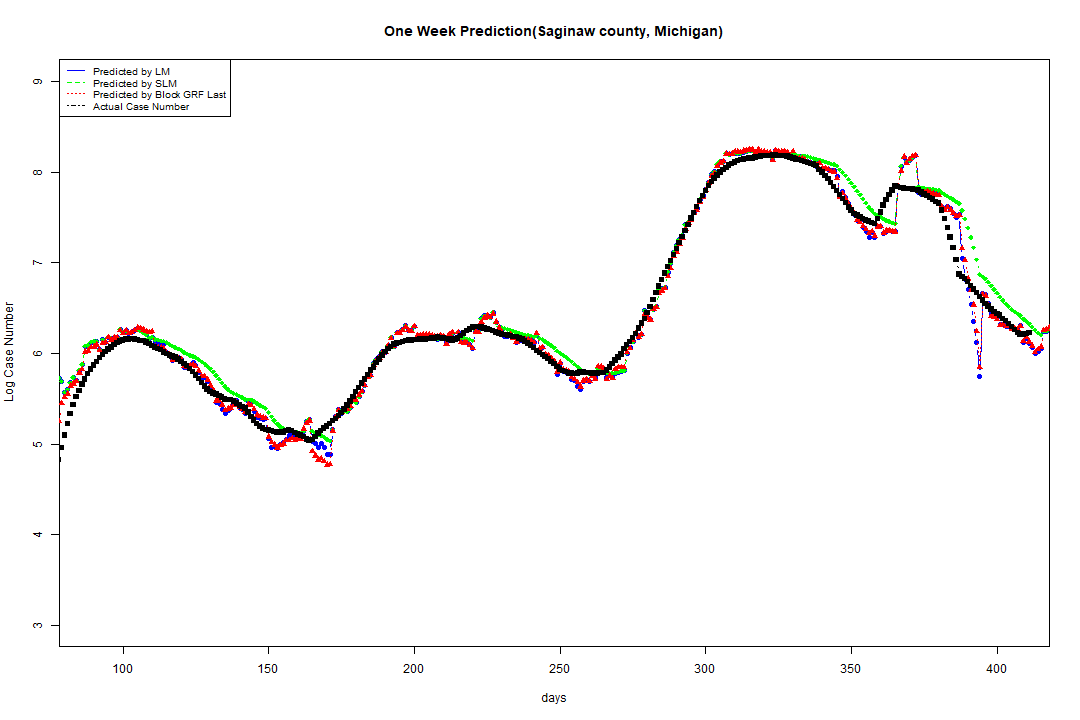 One Week Prediction(Saginaw county, Michigan)
Predicted by LM
Predicted by SLM
Predicted by Block GRF Last
Actual Case Number
9
8
7
6
5
4
3
Log Case Number
100 150 200 250 300 350 400
days